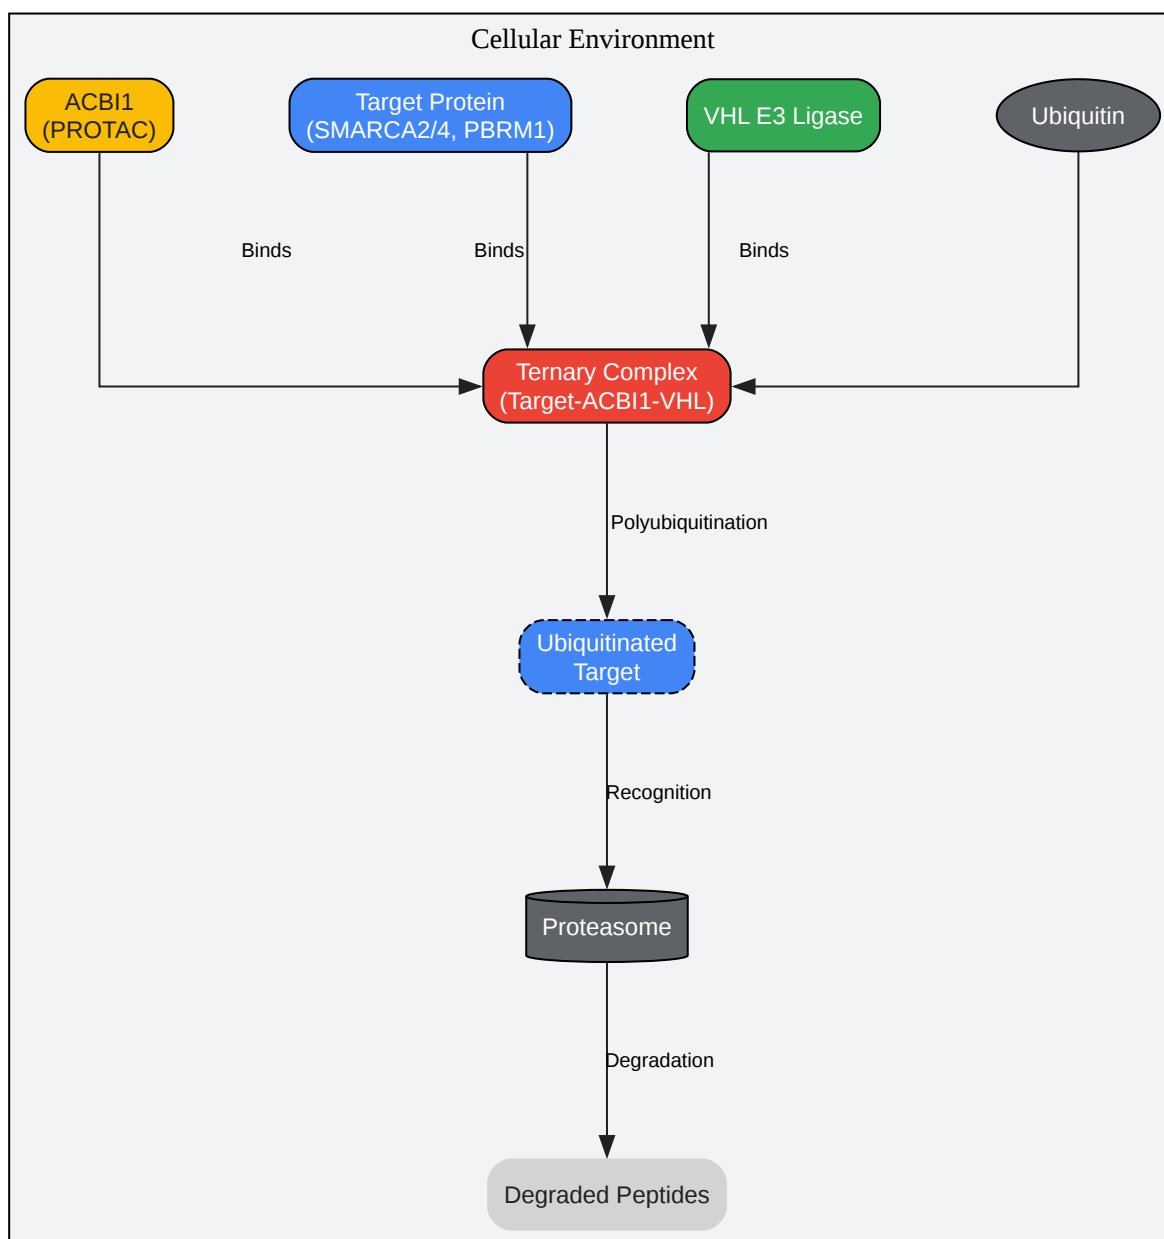 Cellular Environment
ACBI1
(PROTAC)
Target Protein
(SMARCA2/4, PBRM1)
VHL E3 Ligase
Ubiquitin
Binds
Binds
Binds
Ternary Complex
(Target-ACBI1-VHL)
Polyubiquitination
Ubiquitinated
Target
Recognition
Proteasome
Degradation
Degraded Peptides